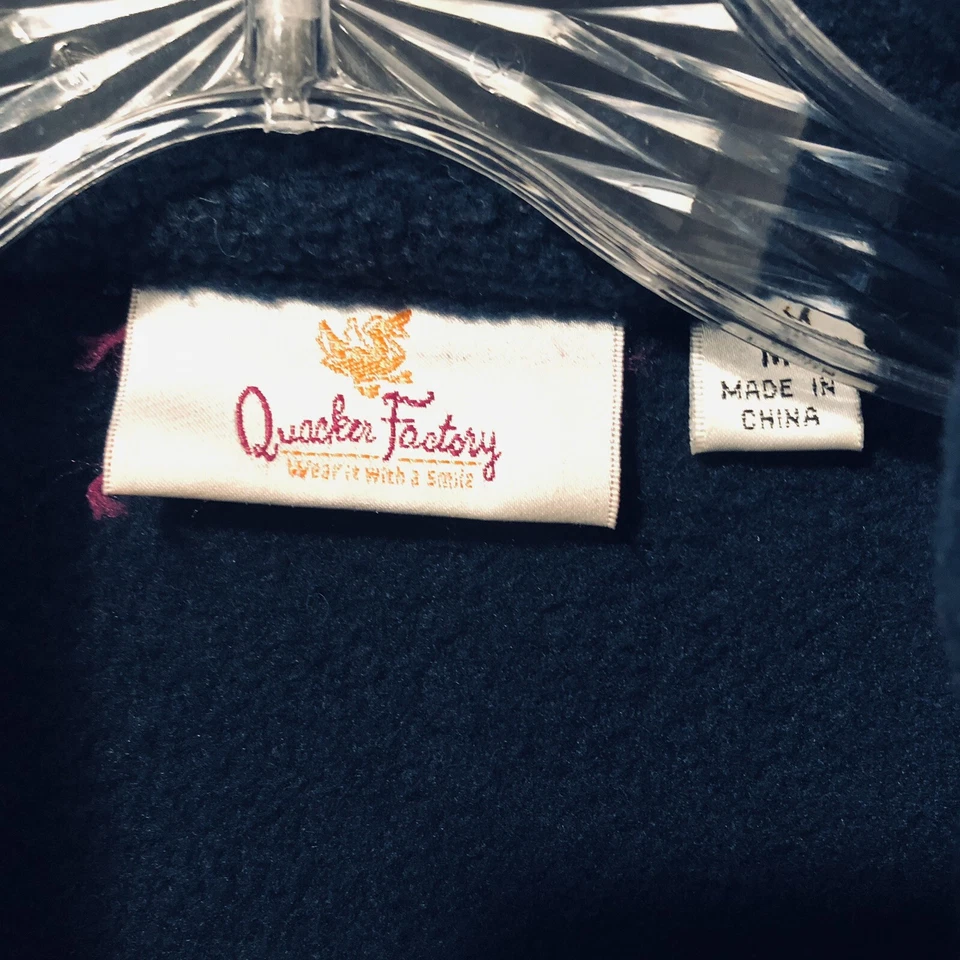 Quacker Factory
Wear it with a smile
M
MADE IN
CHINA